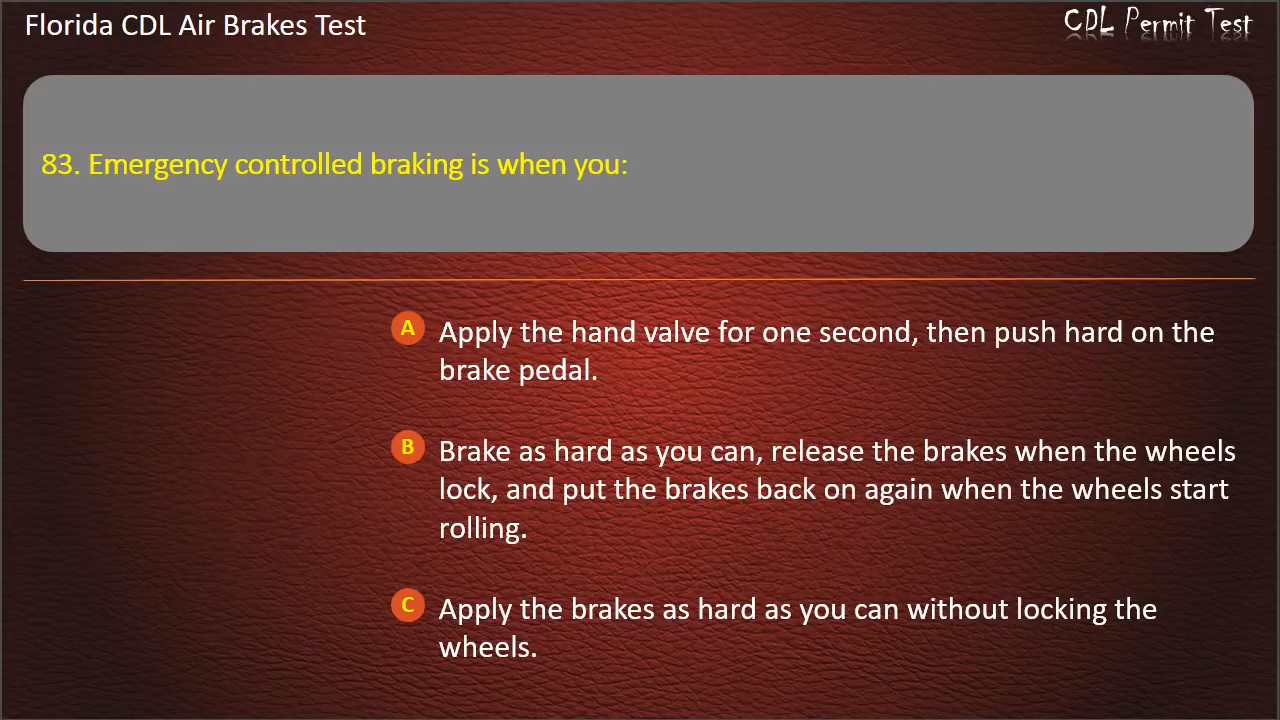 Florida CDL Air Brakes Test
CDL Permit Test
83. Emergency controlled braking is when you:
A Apply the hand valve for one second, then push hard on the
brake pedal.
B Brake as hard as you can, release the brakes when the wheels
lock, and put the brakes back on again when the wheels start
rolling.
C Apply the brakes as hard as you can without locking the
wheels.